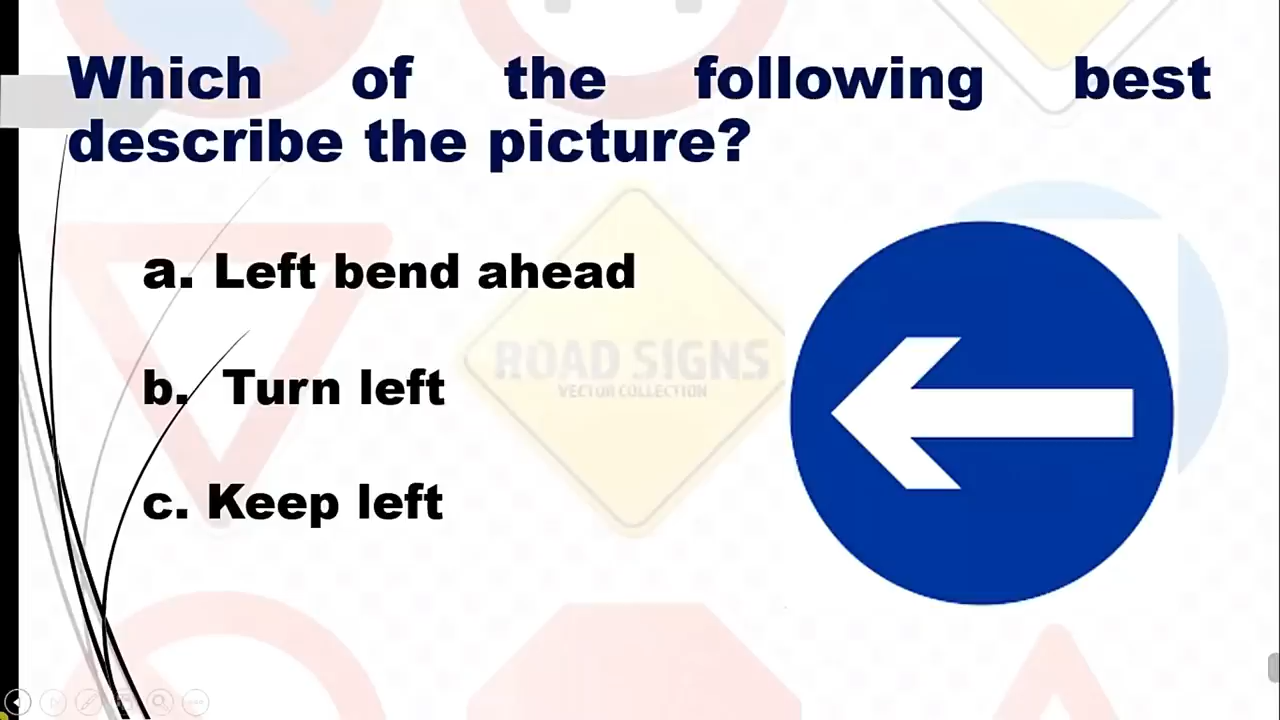 Which of the following best
describe the picture?
a. Left bend ahead
b. Turn left
c. Keep left
ROAD SIGNS
VECTOR COLLECTION